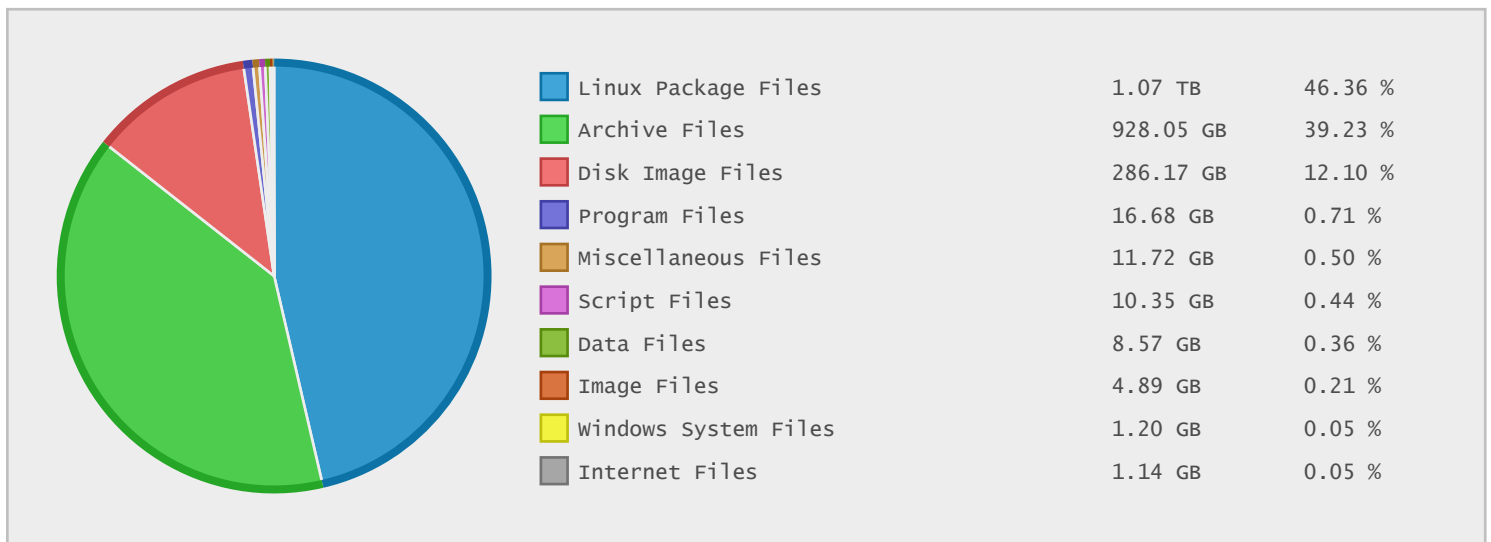 Linux Package Files 1.07 TB 46.36 %
Archive Files 928.05 GB 39.23 %
Disk Image Files 286.17 GB 12.10 %
Program Files 16.68 GB 0.71 %
Miscellaneous Files 11.72 GB 0.50 %
Script Files 10.35 GB 0.44 %
Data Files 8.57 GB 0.36 %
Image Files 4.89 GB 0.21 %
Windows System Files 1.20 GB 0.05 %
Internet Files 1.14 GB 0.05 %